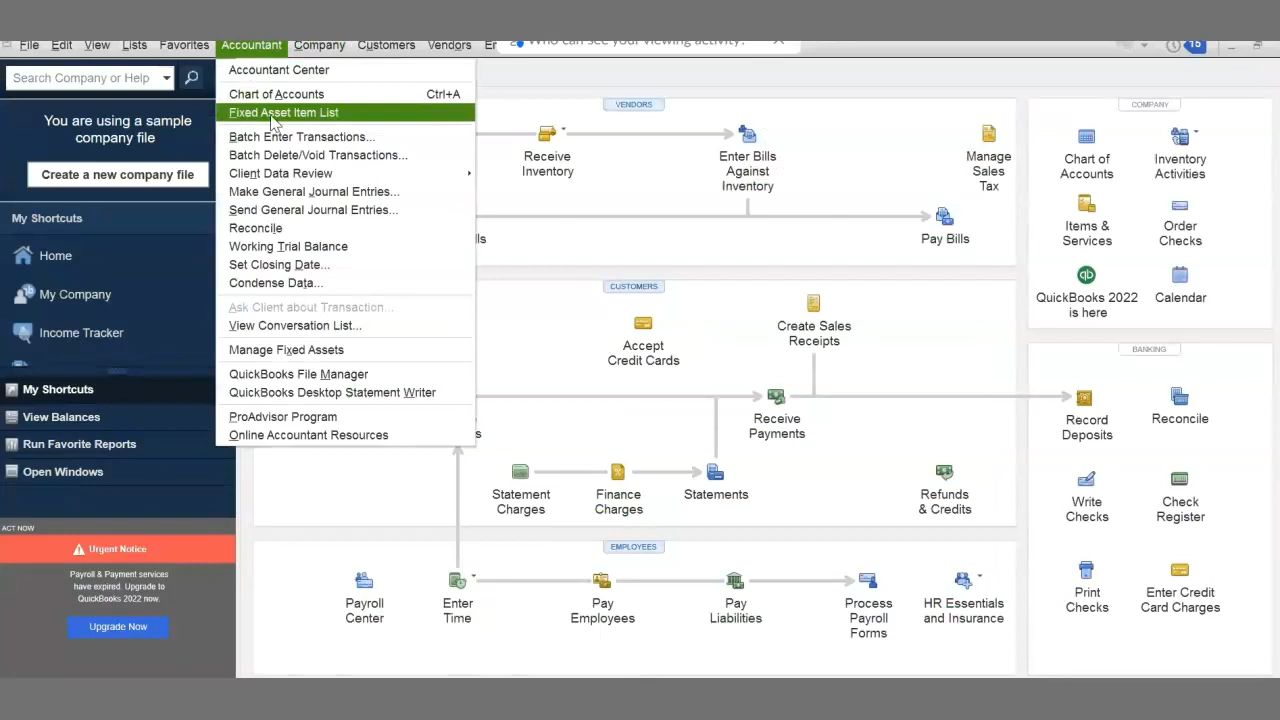 File Edit View Lists Favorites Accountant Company Customers Vendors
Who can see your viewing activity?
15
Search Company or Help
You are using a sample
company file
Create a new company file
My Shortcuts
Home
My Company
Income Tracker
My Shortcuts
View Balances
Run Favorite Reports
Open Windows
ACT NOW
Urgent Notice
Payroll & Payment services
have expired. Upgrade to
QuickBooks 2022 now.
Upgrade Now
Accountant Center
Chart of Accounts Ctrl+A
Fixed Asset Item List
Batch Enter Transactions...
Batch Delete/Void Transactions...
Client Data Review
Make General Journal Entries...
Send General Journal Entries...
Reconcile
Working Trial Balance
Set Closing Date...
Condense Data...
Ask Client about Transaction...
View Conversation List...
Manage Fixed Assets
QuickBooks File Manager
QuickBooks Desktop Statement Writer
ProAdvisor Program
Online Accountant Resources
VENDORS
Receive
Inventory
Enter Bills
Against
Inventory
Manage
Sales
Tax
Pay Bills
CUSTOMERS
Accept
Credit Cards
Create Sales
Receipts
Receive
Payments
Statement
Charges
Finance
Charges
Statements
Refunds
& Credits
EMPLOYEES
Payroll
Center
Enter
Time
Pay
Employees
Pay
Liabilities
Process
Payroll
Forms
HR Essentials
and Insurance
COMPANY
Chart of
Accounts
Inventory
Activities
Items &
Services
Order
Checks
QuickBooks 2022
is here
Calendar
BANKING
Record
Deposits
Reconcile
Write
Checks
Check
Register
Print
Checks
Enter Credit
Card Charges